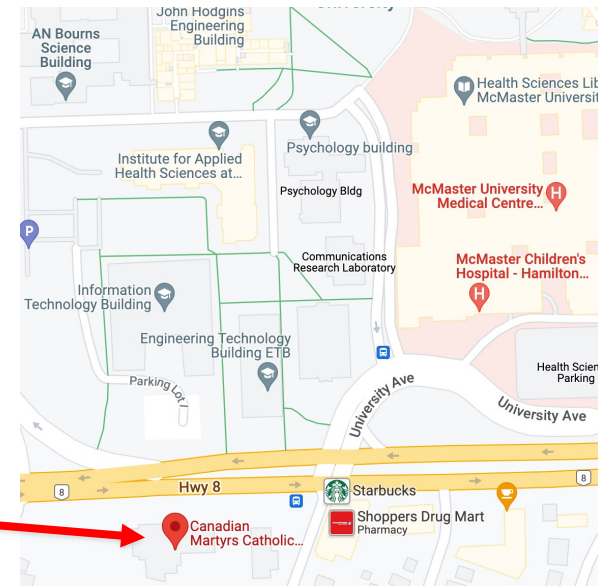 University
John Hodgins
Engineering
Building
AN Bourns
Science
Building
Health Sciences Lib
McMaster Universit
Psychology building
Institute for Applied
Health Sciences at...
Psychology Bldg
McMaster University
Medical Centre...
H
P
Communications
Research Laboratory
McMaster Children's
Hospital - Hamilton...
H
Information
Technology Building
Engineering Technology
Building ETB
Health Scien
Parking
Parking Lot I
University Ave
University Ave
8
Hwy 8
8
Starbucks
Shoppers Drug Mart
Pharmacy
Canadian
Martyrs Catholic...